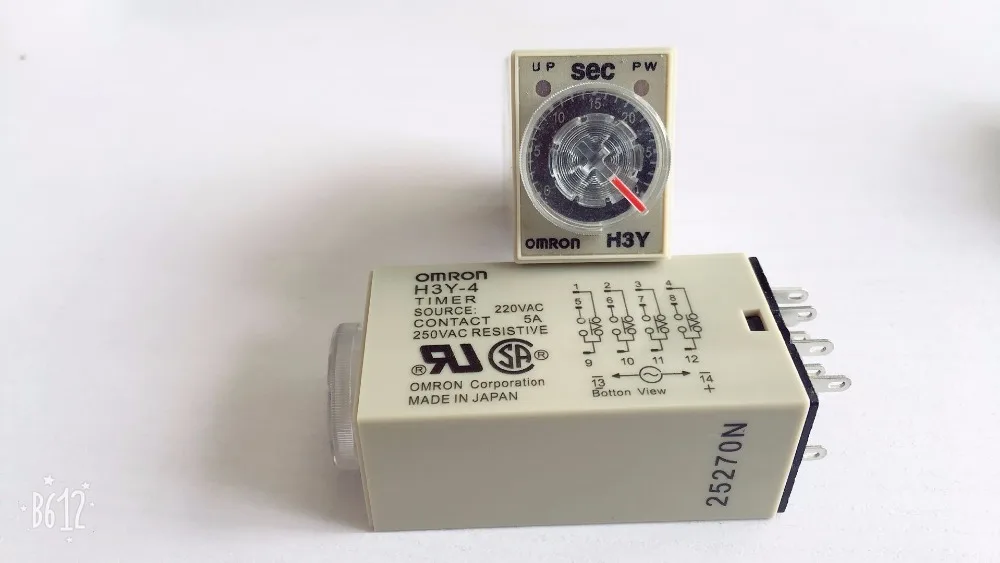 UP sec PW
5 10 15 20
OMRON H3Y
OMRON
H3Y-4
TIMER
SOURCE: 220VAC
CONTACT 5A
250VAC RESISTIVE
® RU SA ®
OMRON Corporation
MADE IN JAPAN
1 2 3 4
5 6 7 8
9 10 11 12
13 14
- +
Botton View
25270N
B612